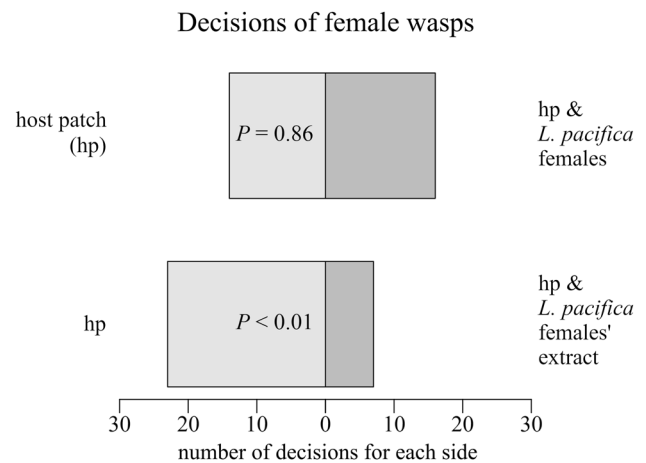 Decisions of female wasps
host patch
(hp)
P = 0.86
hp &
L. pacifica
females
hp
P < 0.01
hp &
L. pacifica
females'
extract
30 20 10 0 10 20 30
number of decisions for each side